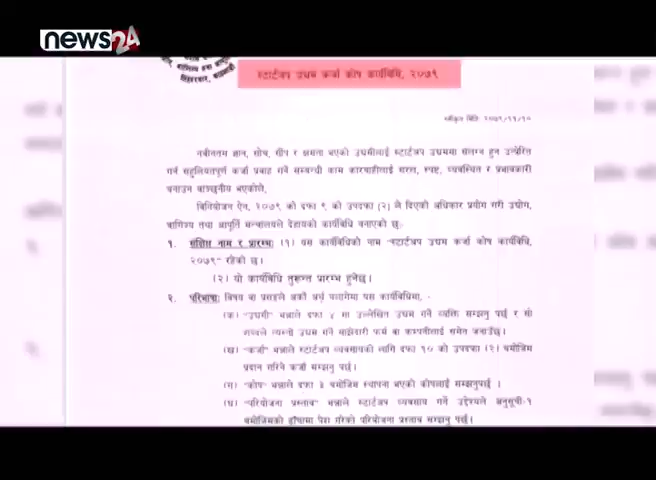 news24
स्टार्टअप उद्यम कर्जा कोष कार्यविधि, २०७९
स्वीकृत मितिः २०७९/११/१०
नवीनतम ज्ञान, सोच, सीप र क्षमता भएको उद्यमीलाई स्टार्टअप उद्यममा संलग्न हुन उत्प्रेरित
गर्न सहुलियतपूर्ण कर्जा प्रवाह गर्ने सम्बन्धी काम कारवाहीलाई सरल, स्पष्ट, व्यवस्थित र प्रभावकारी
बनाउन वाञ्छनीय भएकोले,
विनियोजन ऐन, २०७९ को दफा ९ को उपदफा (२) ले दिएको अधिकार प्रयोग गरी उद्योग,
वाणिज्य तथा आपूर्ति मन्त्रालयले देहायको कार्यविधि बनाएको छः
१. संक्षिप्त नाम र प्रारम्भः (१) यस कार्यविधिको नाम "स्टार्टअप उद्यम कर्जा कोष कार्यविधि,
२०७९" रहेको छ।
(२) यो कार्यविधि तुरून्त प्रारम्भ हुनेछ।
२. परिभाषाः विषय वा प्रसङ्गले अर्को अर्थ नलागेमा यस कार्यविधिमा, -
(क) "उद्यमी" भन्नाले दफा ४ मा उल्लेखित उद्यम गर्ने व्यक्ति सम्झनु पर्छ र सो
शब्दले त्यस्तो उद्यम गर्ने साझेदारी फर्म वा कम्पनीलाई समेत जनाउँछ।
(ख) "कर्जा" भन्नाले स्टार्टअप व्यवसायको लागि दफा १० को उपदफा (२) बमोजिम
प्रदान गरिने कर्जा सम्झनु पर्छ।
(ग) "कोष" भन्नाले दफा ३ बमोजिम स्थापना भएको कोषलाई सम्झनुपर्छ ।
(घ) "परियोजना प्रस्ताव" भन्नाले स्टार्टअप व्यवसाय गर्ने उद्देश्यले अनुसूची-१
बमोजिमको ढाँचामा पेश गरेको परियोजना प्रस्ताव सम्झनु पर्छ।